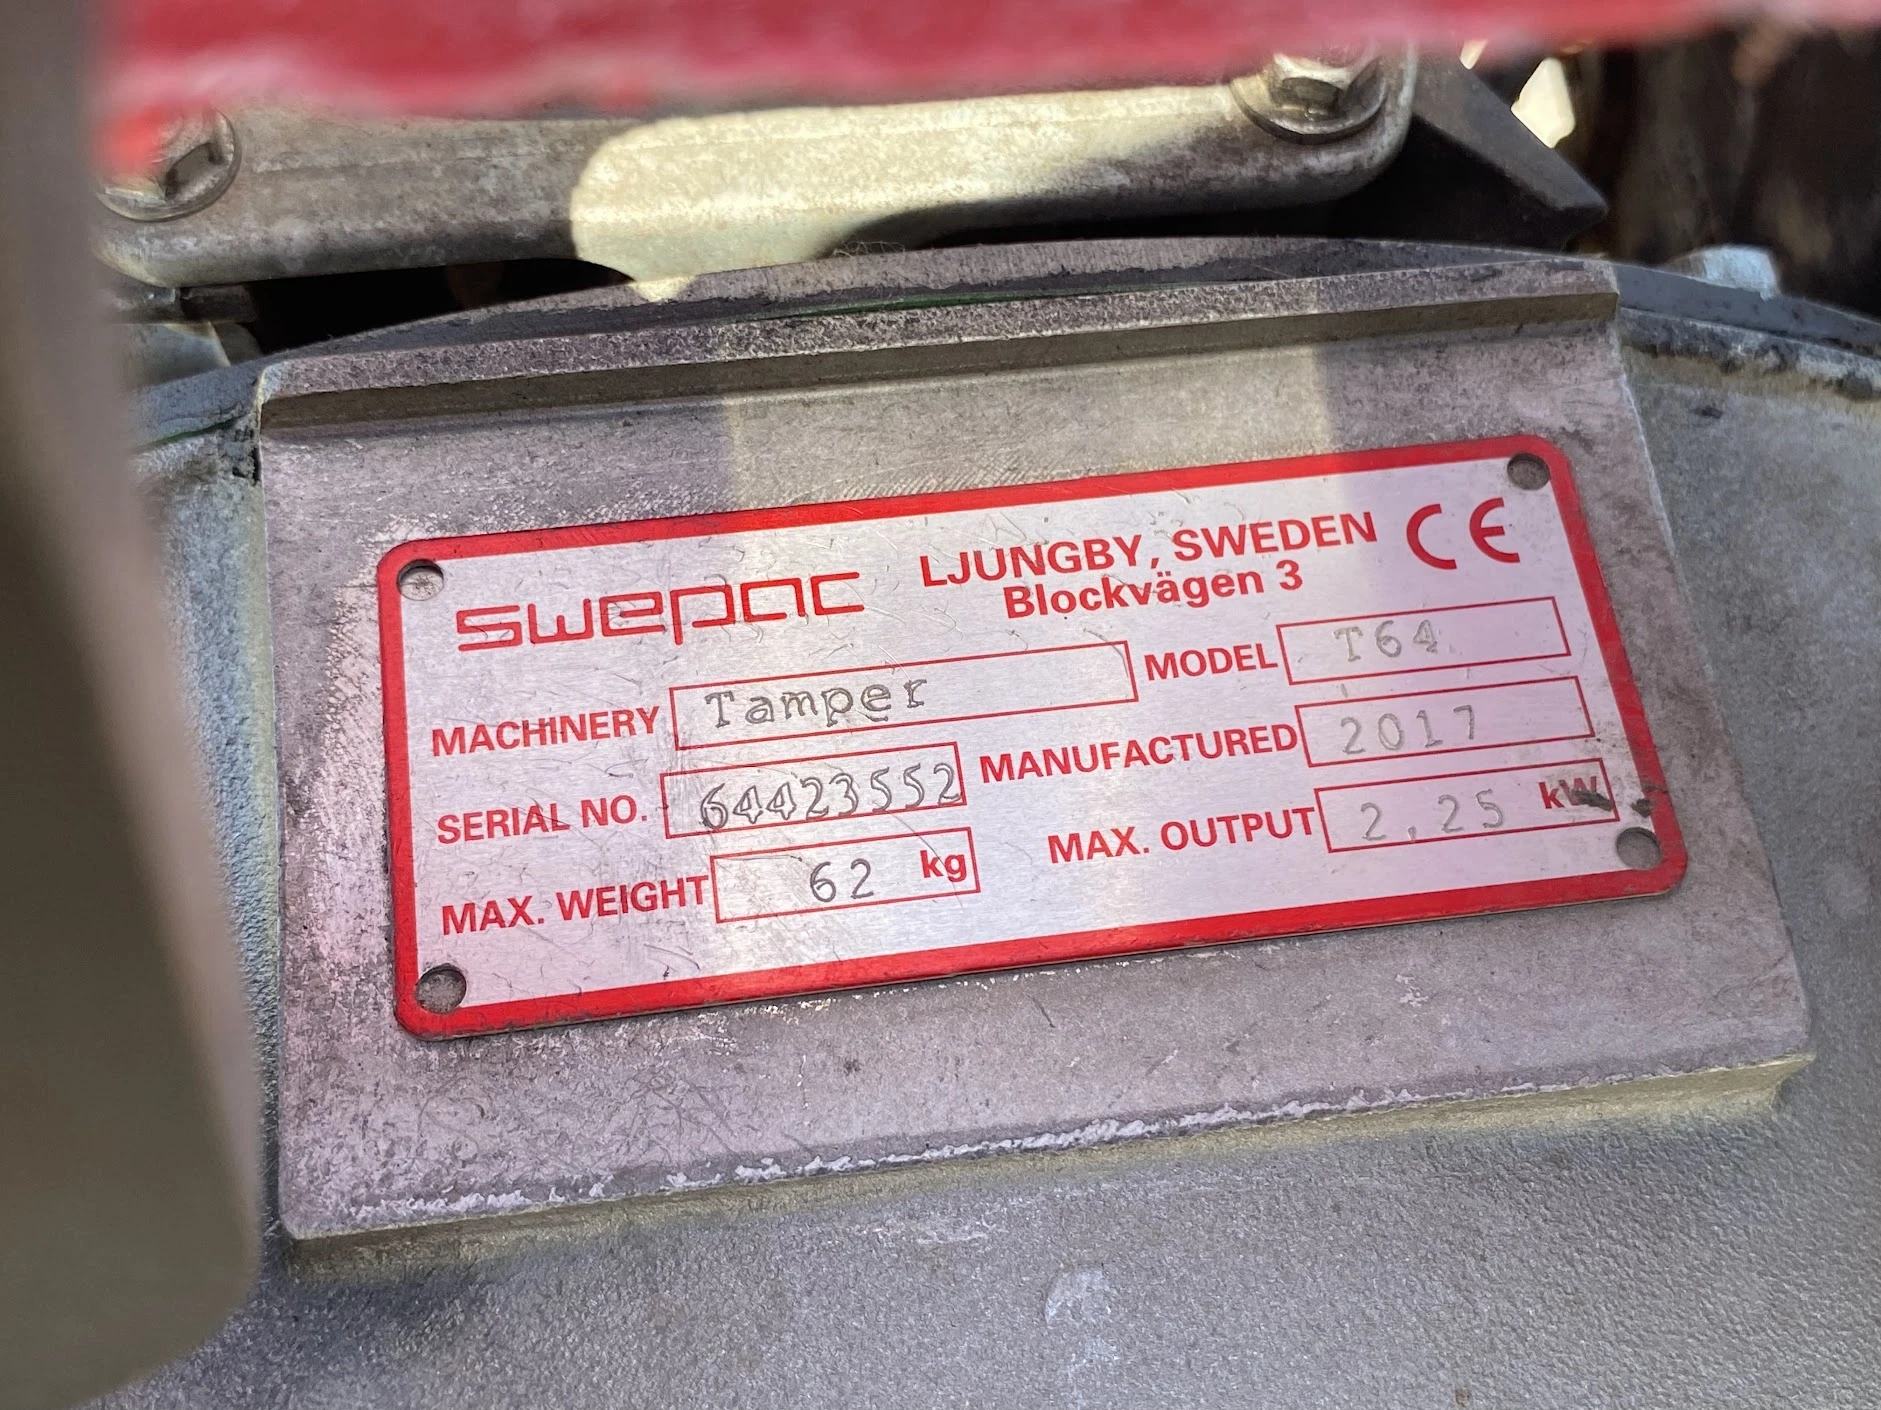 swepac
LJUNGBY, SWEDEN
Blockvägen 3
CE
MACHINERY Tamper
MODEL T64
SERIAL NO. 64423552
MANUFACTURED 2017
MAX. WEIGHT 62 kg
MAX. OUTPUT 2,25 kW